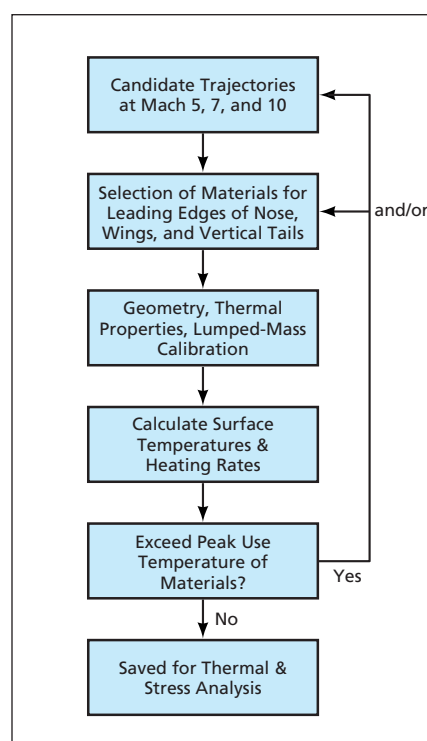 Candidate Trajectories
at Mach 5, 7, and 10
Selection of Materials for
Leading Edges of Nose,
Wings, and Vertical Tails
and/or
Geometry, Thermal
Properties, Lumped-Mass
Calibration
Calculate Surface
Temperatures &
Heating Rates
Exceed Peak Use
Temperature of
Materials?
Yes
No
Saved for Thermal &
Stress Analysis